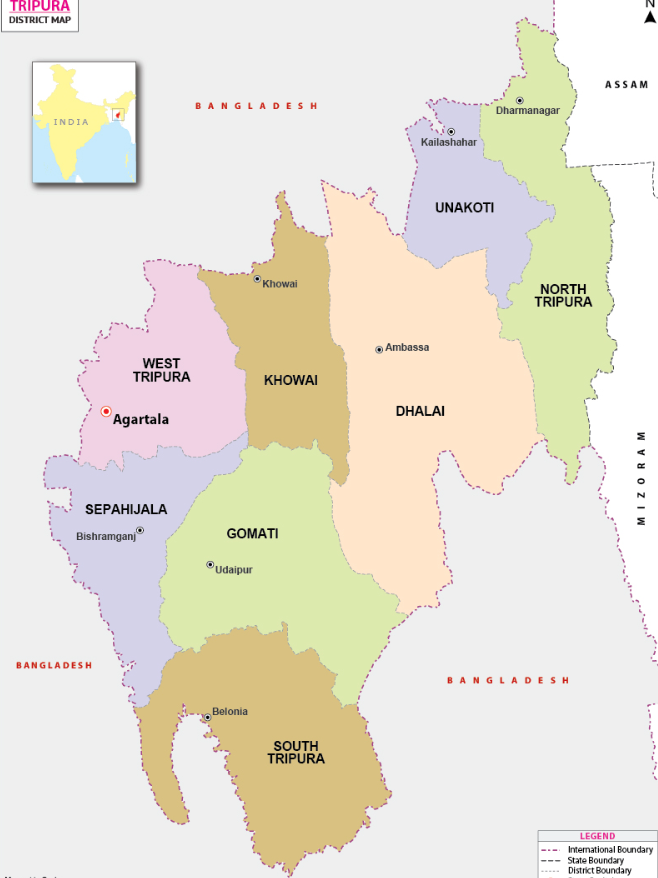 TRIPURA
DISTRICT MAP
N
ASSAM
BANGLADESH
INDIA
Dharmanagar
Kailashahar
UNAKOTI
NORTH
TRIPURA
Khowai
Ambassa
WEST
TRIPURA
KHOWAI
DHALAI
Agartala
MIZORAM
SEPAHIJALA
Bishramganj
GOMATI
Udaipur
BANGLADESH
BANGLADESH
Belonia
SOUTH
TRIPURA
LEGEND
International Boundary
State Boundary
District Boundary